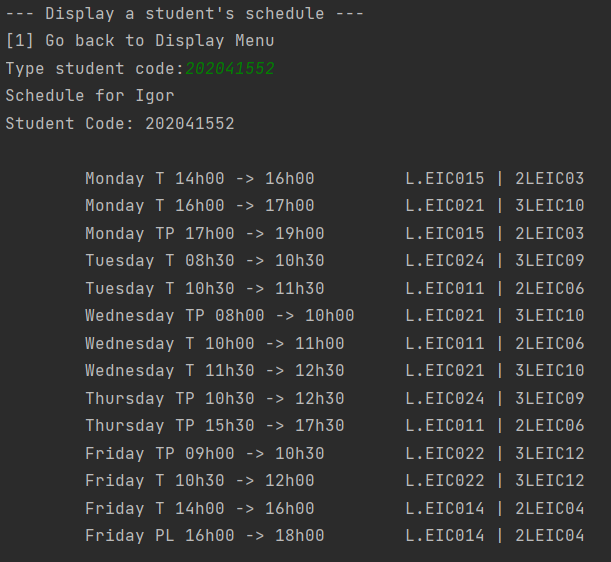 --- Display a student's schedule ---
[1] Go back to Display Menu
Type student code:202041552
Schedule for Igor
Student Code: 202041552
Monday T 14h00 -> 16h00 L.EIC015 | 2LEIC03
Monday T 16h00 -> 17h00 L.EIC021 | 3LEIC10
Monday TP 17h00 -> 19h00 L.EIC015 | 2LEIC03
Tuesday T 08h30 -> 10h30 L.EIC024 | 3LEIC09
Tuesday T 10h30 -> 11h30 L.EIC011 | 2LEIC06
Wednesday TP 08h00 -> 10h00 L.EIC021 | 3LEIC10
Wednesday T 10h00 -> 11h00 L.EIC011 | 2LEIC06
Wednesday T 11h30 -> 12h30 L.EIC021 | 3LEIC10
Thursday TP 10h30 -> 12h30 L.EIC024 | 3LEIC09
Thursday TP 15h30 -> 17h30 L.EIC011 | 2LEIC06
Friday TP 09h00 -> 10h30 L.EIC022 | 3LEIC12
Friday T 10h30 -> 12h00 L.EIC022 | 3LEIC12
Friday T 14h00 -> 16h00 L.EIC014 | 2LEIC04
Friday PL 16h00 -> 18h00 L.EIC014 | 2LEIC04